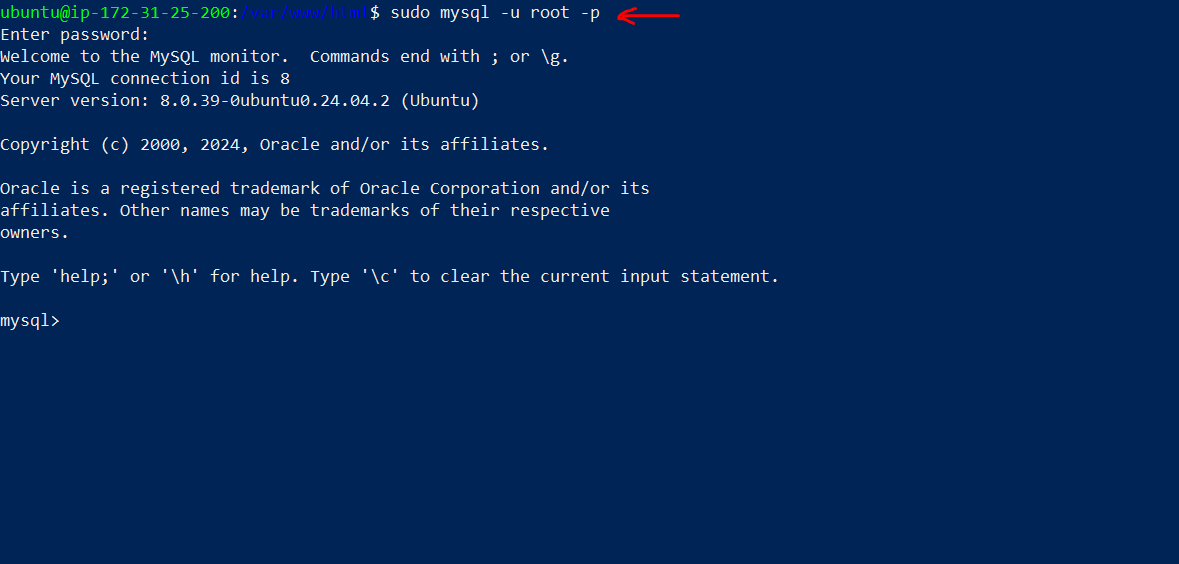 ubuntu@ip-172-31-25-200:/var/www/html$ sudo mysql -u root -p
Enter password:
Welcome to the MySQL monitor.  Commands end with ; or \g.
Your MySQL connection id is 8
Server version: 8.0.39-0ubuntu0.24.04.2 (Ubuntu)

Copyright (c) 2000, 2024, Oracle and/or its affiliates.

Oracle is a registered trademark of Oracle Corporation and/or its
affiliates. Other names may be trademarks of their respective
owners.

Type 'help;' or '\h' for help. Type '\c' to clear the current input statement.

mysql>